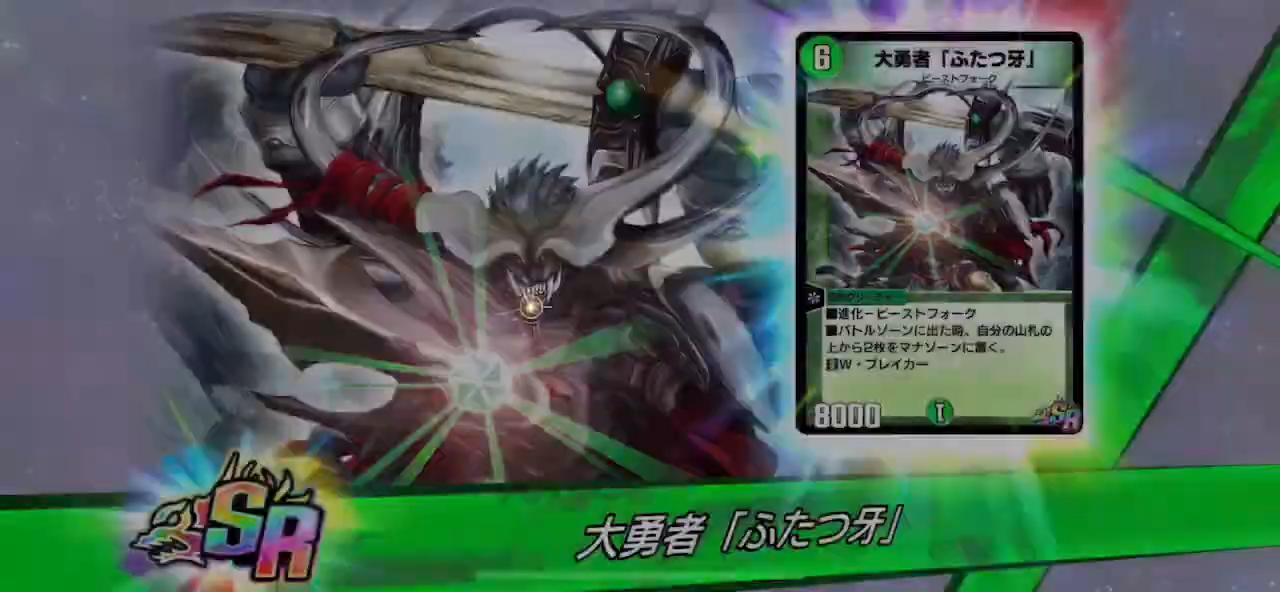 6
大勇者「ふたつ牙」
ビーストフォーク
■進化－ビーストフォーク
■バトルゾーンに出た時、自分の山札の
上から2枚をマナゾーンに置く。
W・ブレイカー
8000
1
SR
SR
大勇者「ふたつ牙」